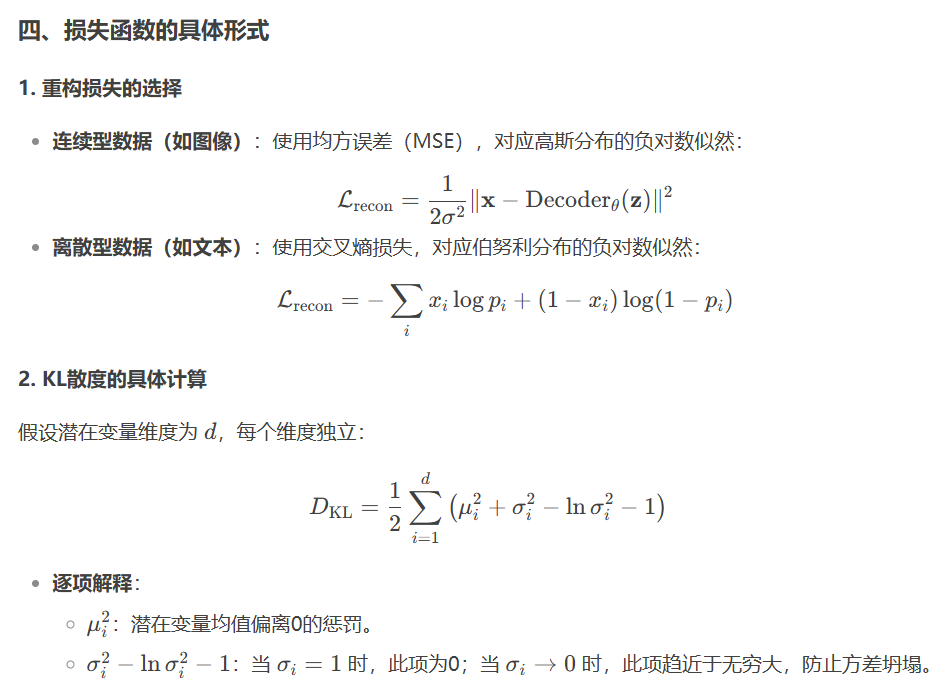 四、损失函数的具体形式
1. 重构损失的选择
• 连续型数据（如图像）：使用均方误差（MSE），对应高斯分布的负对数似然：
$\mathcal{L}_{\text{recon}} = \frac{1}{2\sigma^2}\|\mathbf{x} - \text{Decoder}_\theta(\mathbf{z})\|^2$
• 离散型数据（如文本）：使用交叉熵损失，对应伯努利分布的负对数似然：
$\mathcal{L}_{\text{recon}} = -\sum_i x_i \log p_i + (1 - x_i)\log(1 - p_i)$
2. KL散度的具体计算
假设潜在变量维度为 $d$，每个维度独立：
$D_{\text{KL}} = \frac{1}{2}\sum_{i=1}^{d}\left(\mu_i^2 + \sigma_i^2 - \ln\sigma_i^2 - 1\right)$
• 逐项解释：
○ $\mu_i^2$：潜在变量均值偏离0的惩罚。
○ $\sigma_i^2 - \ln\sigma_i^2 - 1$：当 $\sigma_i = 1$ 时，此项为0；当 $\sigma_i \to 0$ 时，此项趋近于无穷大，防止方差坍塌。